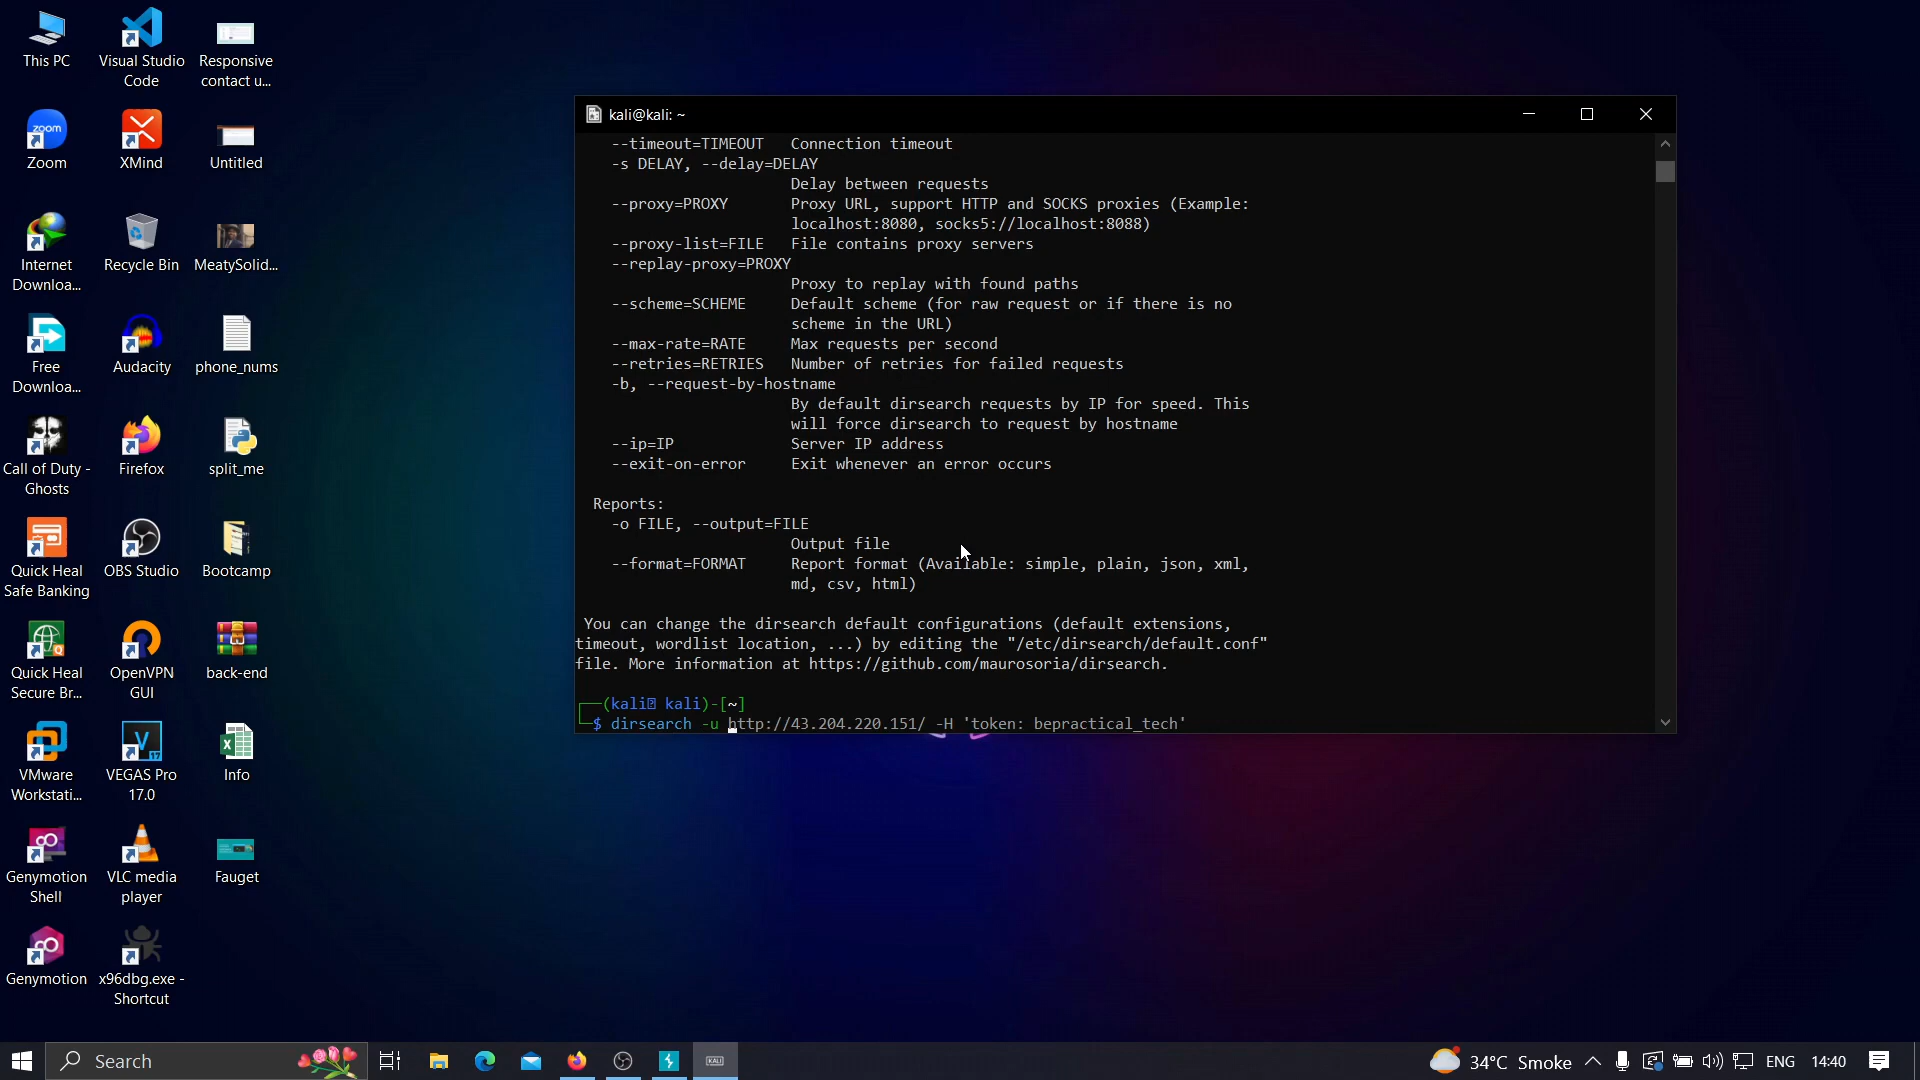 This PC
Visual Studio
Code
Responsive
contact u...
Zoom
XMind
Untitled
Internet
Downloa...
Recycle Bin
MeatySolid...
Free
Downloa...
Audacity
phone_nums
Call of Duty -
Ghosts
Firefox
split_me
Quick Heal
Safe Banking
OBS Studio
Bootcamp
Quick Heal
Secure Br...
OpenVPN
GUI
back-end
VMware
Workstati...
VEGAS Pro
17.0
Info
Genymotion
Shell
VLC media
player
Fauget
Genymotion
x96dbg.exe -
Shortcut
kali@kali: ~
--timeout=TIMEOUT   Connection timeout
-s DELAY, --delay=DELAY
Delay between requests
--proxy=PROXY       Proxy URL, support HTTP and SOCKS proxies (Example:
localhost:8080, socks5://localhost:8088)
--proxy-list=FILE   File contains proxy servers
--replay-proxy=PROXY
Proxy to replay with found paths
--scheme=SCHEME     Default scheme (for raw request or if there is no
scheme in the URL)
--max-rate=RATE     Max requests per second
--retries=RETRIES   Number of retries for failed requests
-b, --request-by-hostname
By default dirsearch requests by IP for speed. This
will force dirsearch to request by hostname
--ip=IP             Server IP address
--exit-on-error     Exit whenever an error occurs
Reports:
-o FILE, --output=FILE
Output file
--format=FORMAT     Report format (Available: simple, plain, json, xml,
md, csv, html)
You can change the dirsearch default configurations (default extensions,
timeout, wordlist location, ...) by editing the "/etc/dirsearch/default.conf"
file. More information at https://github.com/maurosoria/dirsearch.
(kali kali)-[~]
$ dirsearch -u http://43.204.220.151/ -H 'token: bepractical_tech'
Search
34°C Smoke
ENG
14:40